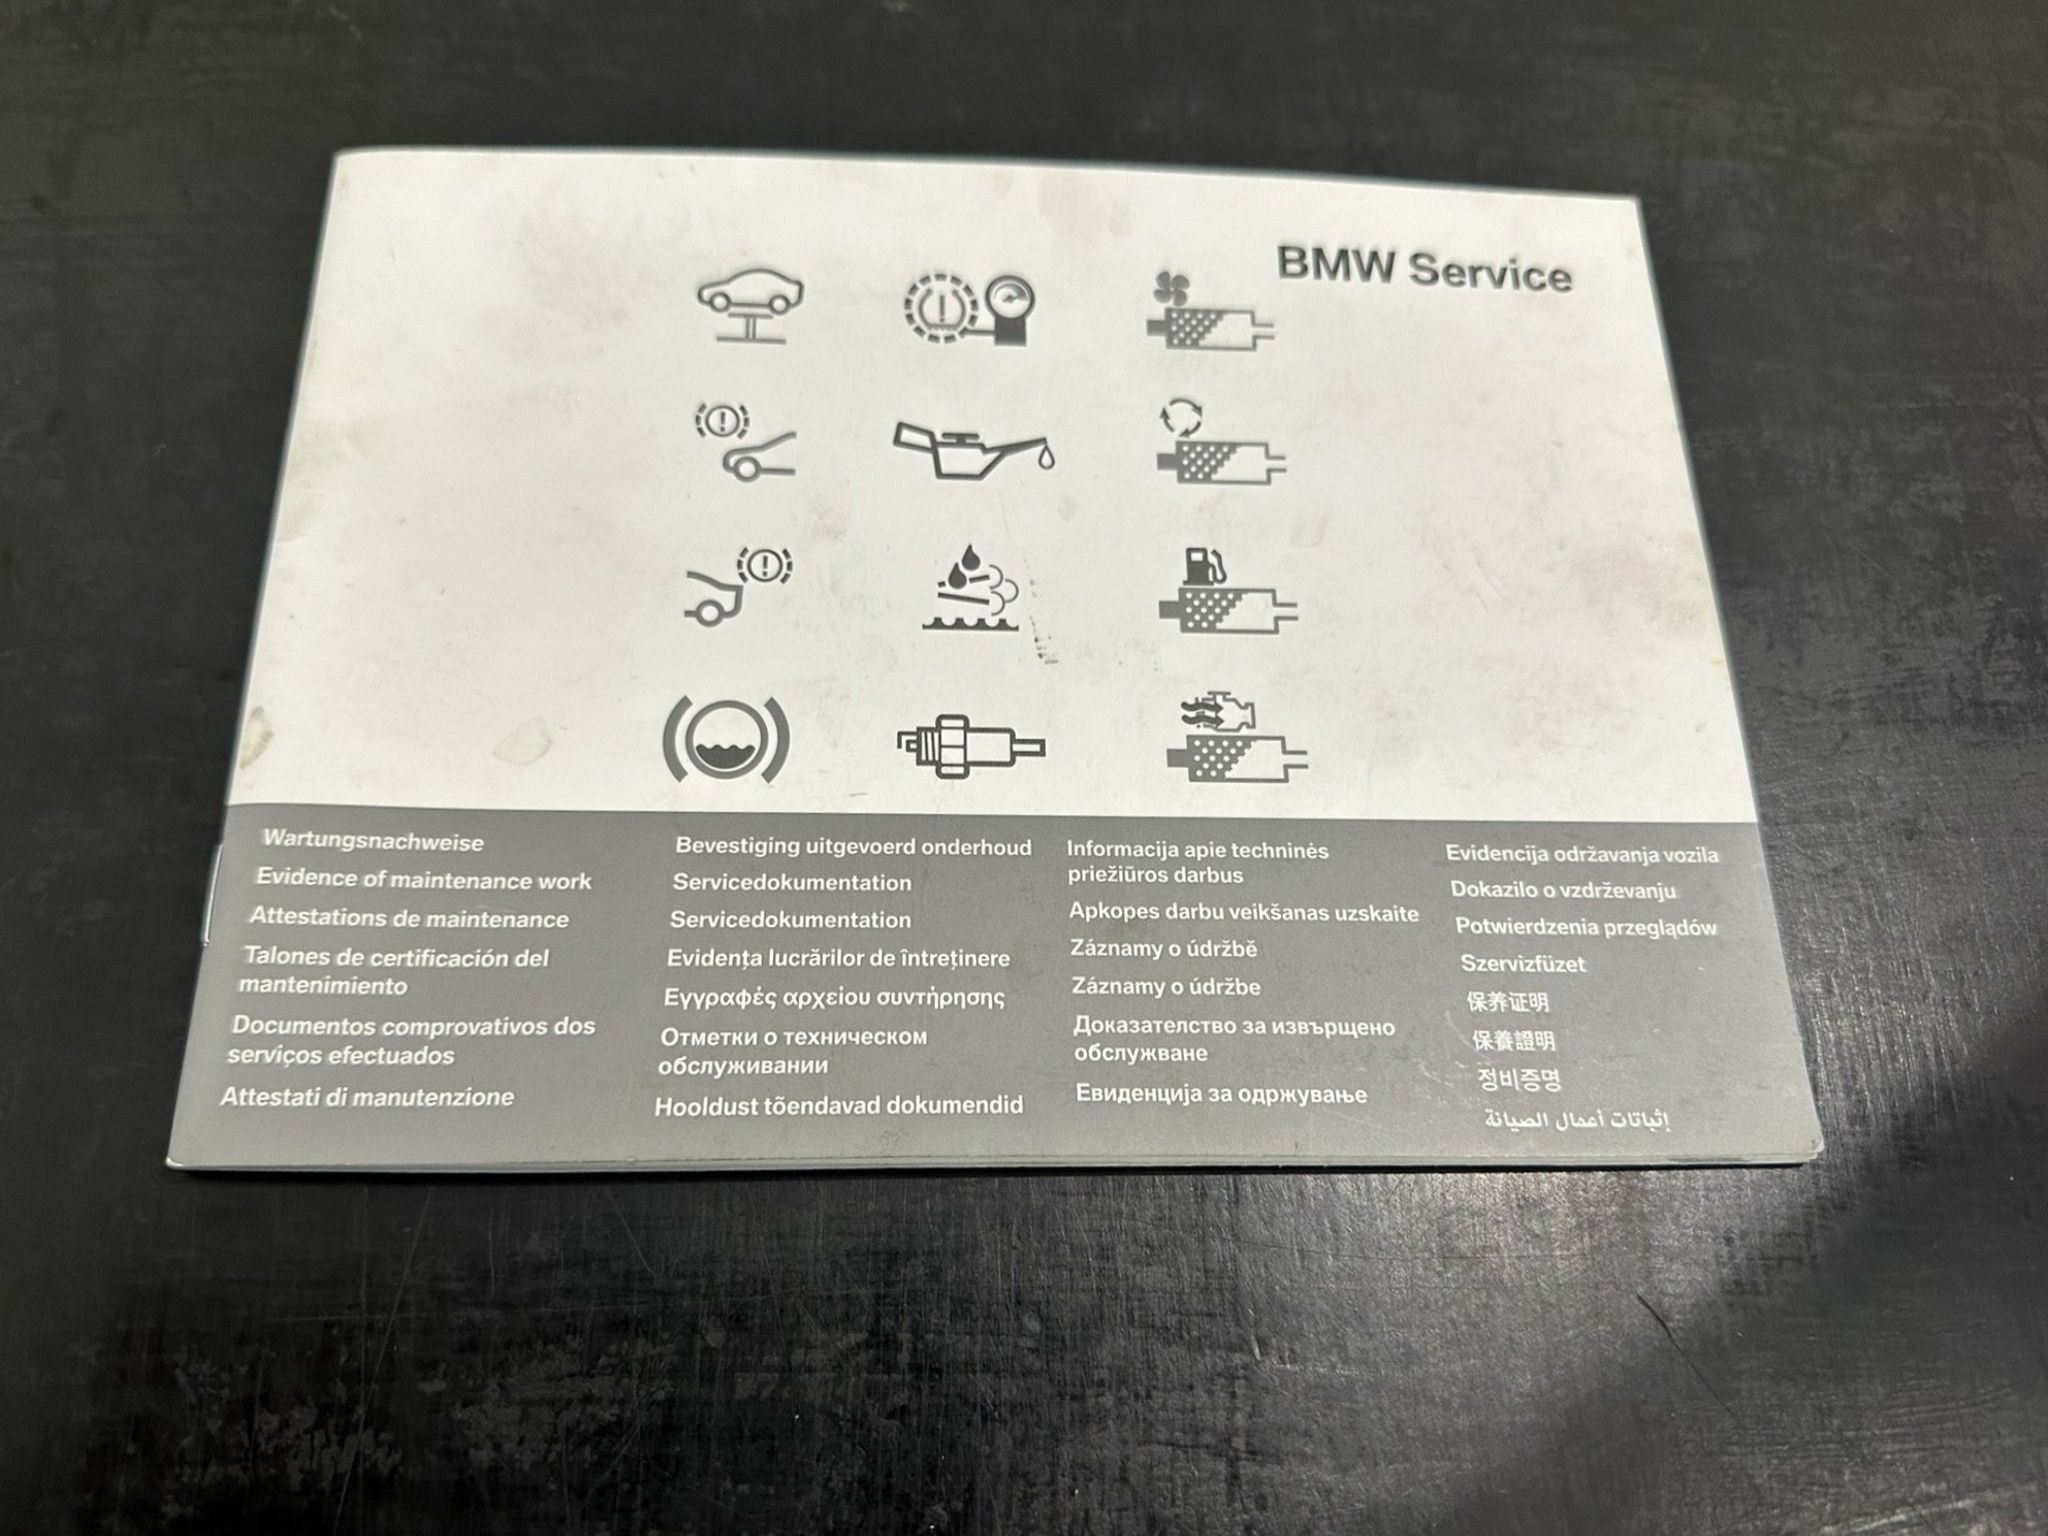 BMW Service
Wartungsnachweise
Evidence of maintenance work
Attestations de maintenance
Talones de certificación del
mantenimiento
Documentos comprovativos dos
serviços efectuados
Attestati di manutenzione
Bevestiging uitgevoerd onderhoud
Servicedokumentation
Servicedokumentation
Evidența lucrărilor de întreținere
Εγγραφές αρχείου συντήρησης
Отметки о техническом
обслуживании
Hooldust tõendavad dokumendid
Informacija apie techninės
priežiūros darbus
Apkopes darbu veikšanas uzskaite
Záznamy o údržbě
Záznamy o údržbe
Доказателство за извършено
обслужване
Евиденција за одржување
Evidencija održavanja vozila
Dokazilo o vzdrževanju
Potwierdzenia przeglądów
Szervizfüzet
保养证明
保養證明
정비증명
إثباتات أعمال الصيانة